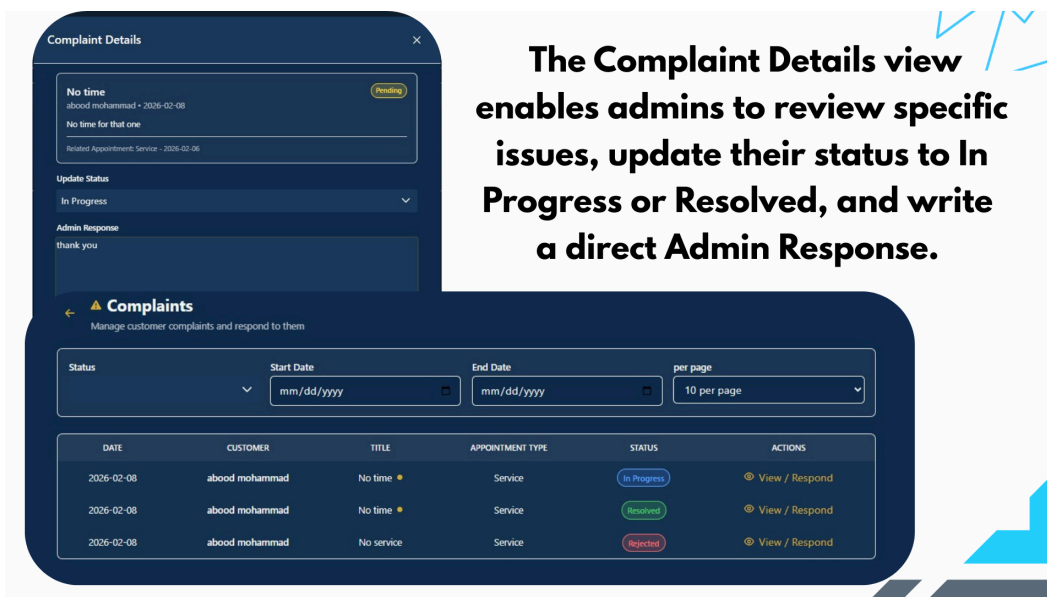 Complaint Details ×
No time Pending
abood mohammad • 2026-02-08
No time for that one
Related Appointment: Service - 2026-02-06
Update Status
In Progress
Admin Response
thank you
The Complaint Details view
enables admins to review specific
issues, update their status to In
Progress or Resolved, and write
a direct Admin Response.
Complaints
Manage customer complaints and respond to them
Status Start Date End Date per page
mm/dd/yyyy mm/dd/yyyy 10 per page
DATE CUSTOMER TITLE APPOINTMENT TYPE STATUS ACTIONS
2026-02-08 abood mohammad No time Service In Progress View / Respond
2026-02-08 abood mohammad No time Service Resolved View / Respond
2026-02-08 abood mohammad No service Service Rejected View / Respond